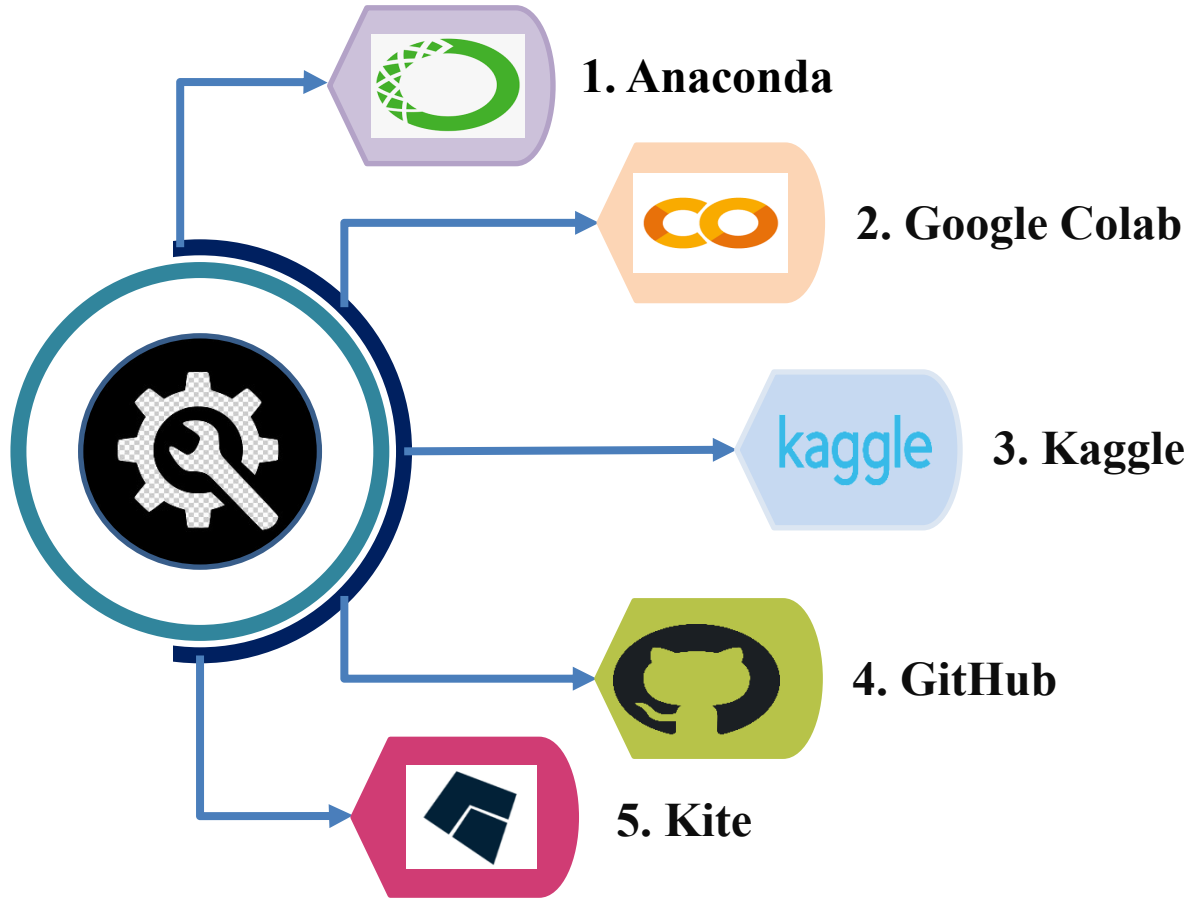 1. Anaconda
2. Google Colab
kaggle
3. Kaggle
4. GitHub
5. Kite